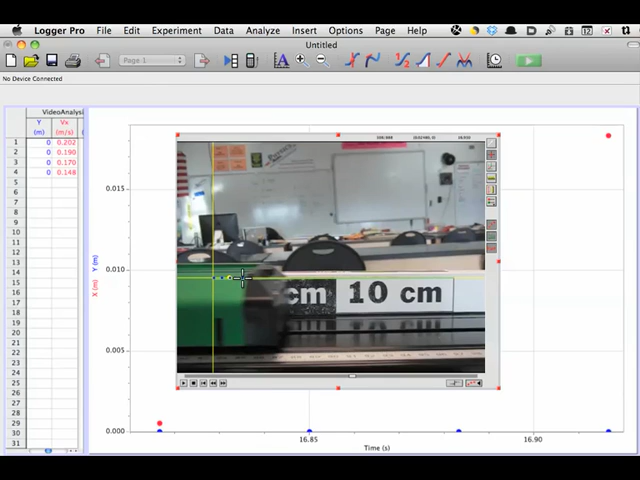 Logger Pro File Edit Experiment Data Analyze Insert Options Page Help
Untitled
Page 1
No Device Connected
VideoAnalysi
Y Vx
(m) (m/s)
1 0 0.202
2 0 0.190
3 0 0.170
4 0 0.148
5
6
7
8
9
10
11
12
13
14
15
16
17
18
19
20
21
22
23
24
25
26
27
28
29
30
31
0.015
0.010
0.005
0.000
X (m) Y (m)
cm 10 cm
16.85 16.90
Time (s)